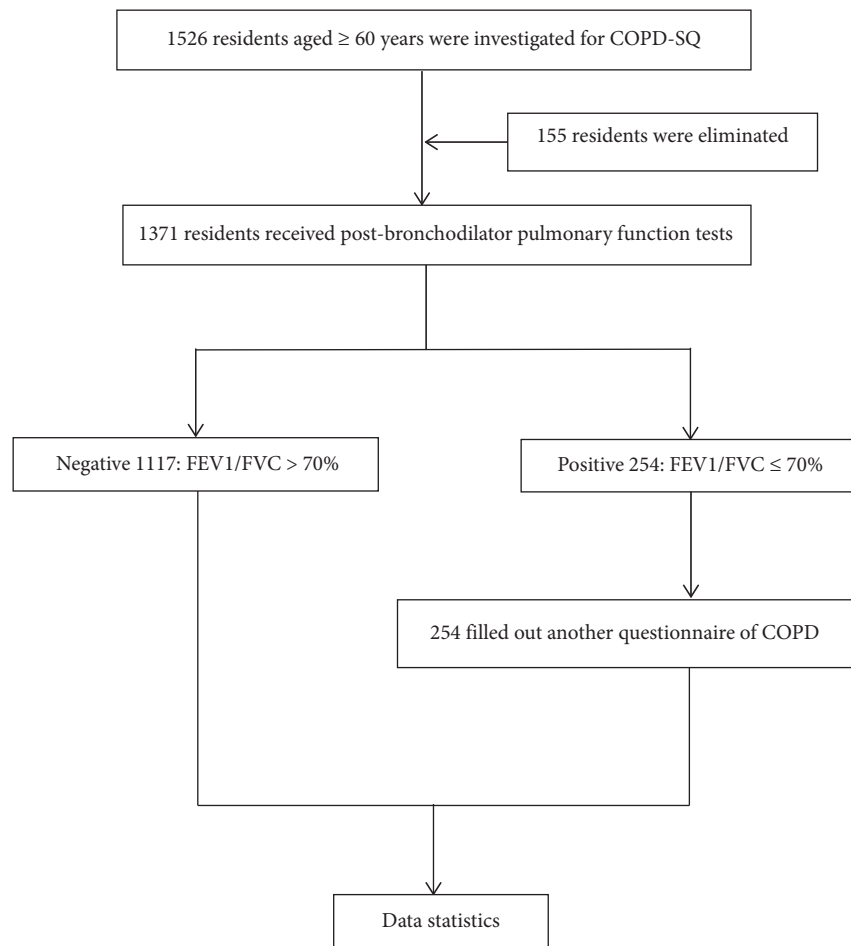 1526 residents aged ≥ 60 years were investigated for COPD-SQ
155 residents were eliminated
1371 residents received post-bronchodilator pulmonary function tests
Negative 1117: FEV1/FVC > 70%
Positive 254: FEV1/FVC ≤ 70%
254 filled out another questionnaire of COPD
Data statistics